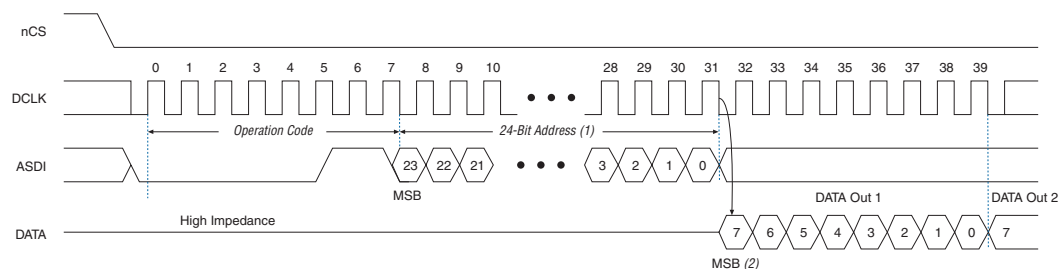 nCS
0 1 2 3 4 5 6 7 8 9 10 28 29 30 31 32 33 34 35 36 37 38 39
DCLK
Operation Code 24-Bit Address (1)
ASDI 23 22 21 3 2 1 0
MSB
DATA Out 1 DATA Out 2
High Impedance
DATA 7 6 5 4 3 2 1 0 7
MSB (2)